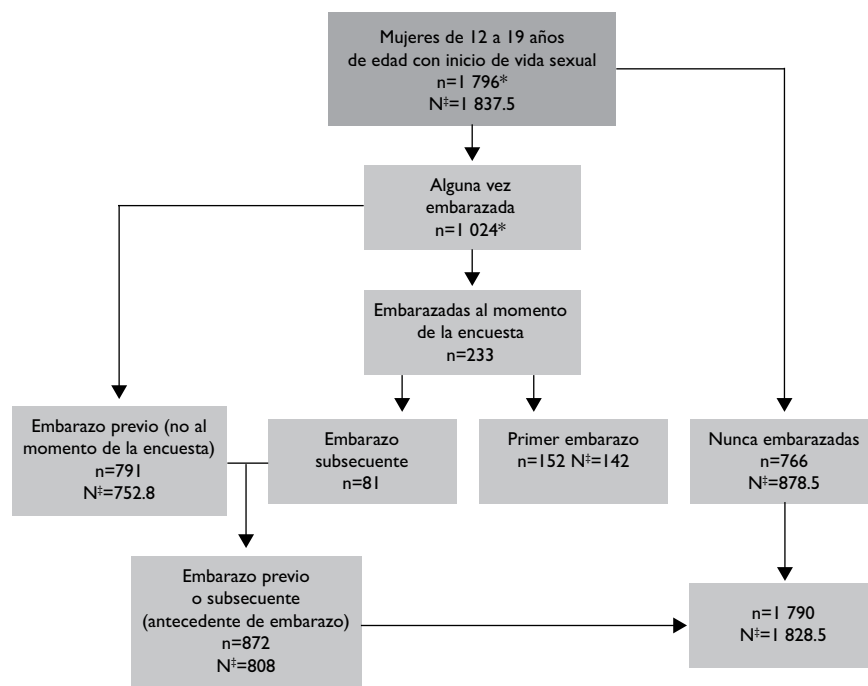 Mujeres de 12 a 19 años
de edad con inicio de vida sexual
n=1 796*
N‡=1 837.5
Alguna vez
embarazada
n=1 024*
Embarazadas al momento
de la encuesta
n=233
Embarazo previo (no al
momento de la encuesta)
n=791
N‡=752.8
Embarazo
subsecuente
n=81
Primer embarazo
n=152 N‡=142
Nunca embarazadas
n=766
N‡=878.5
Embarazo previo
o subsecuente
(antecedente de embarazo)
n=872
N‡=808
n=1 790
N‡=1 828.5